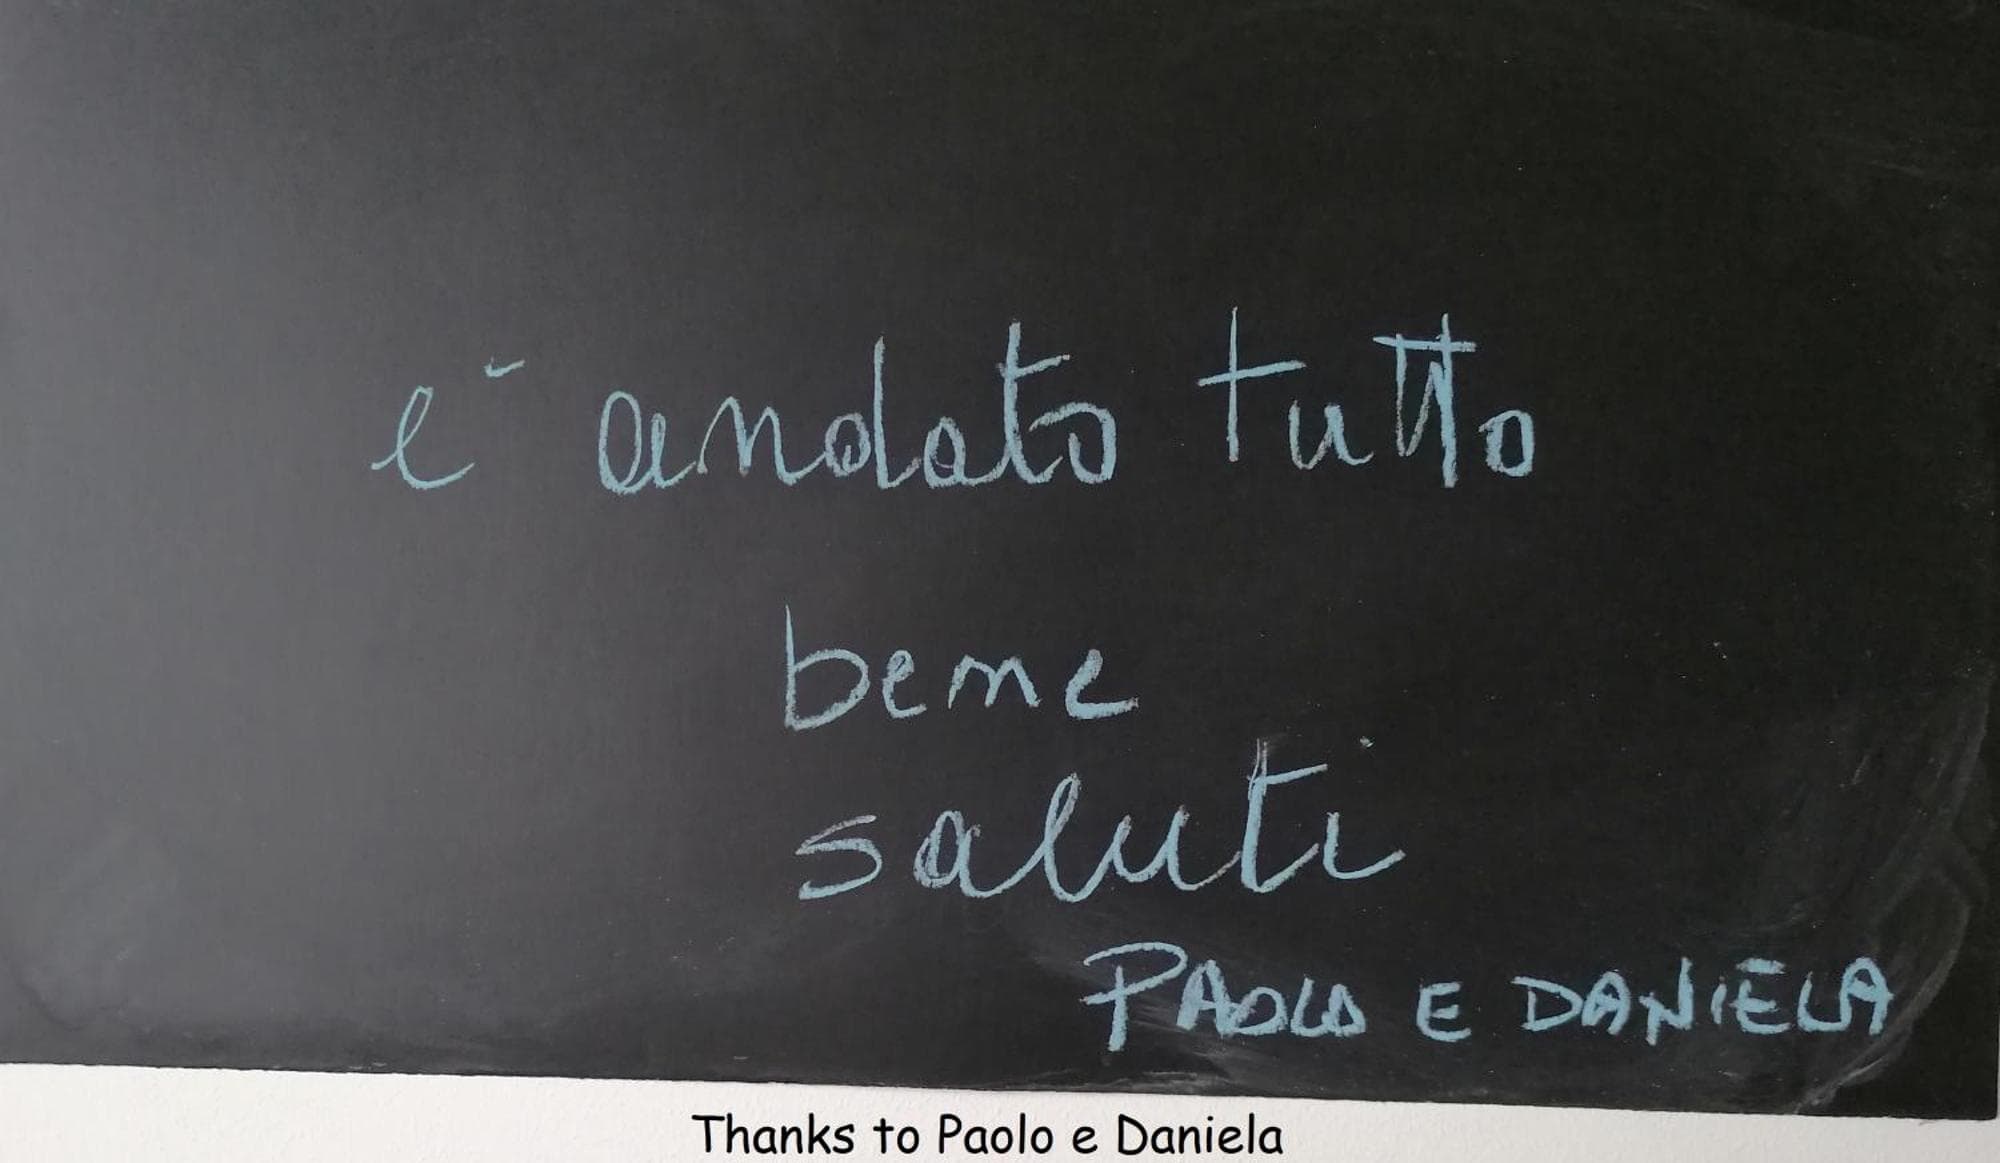 è andato tutto
bene
saluti
PAOLO E DANIELA
Thanks to Paolo e Daniela